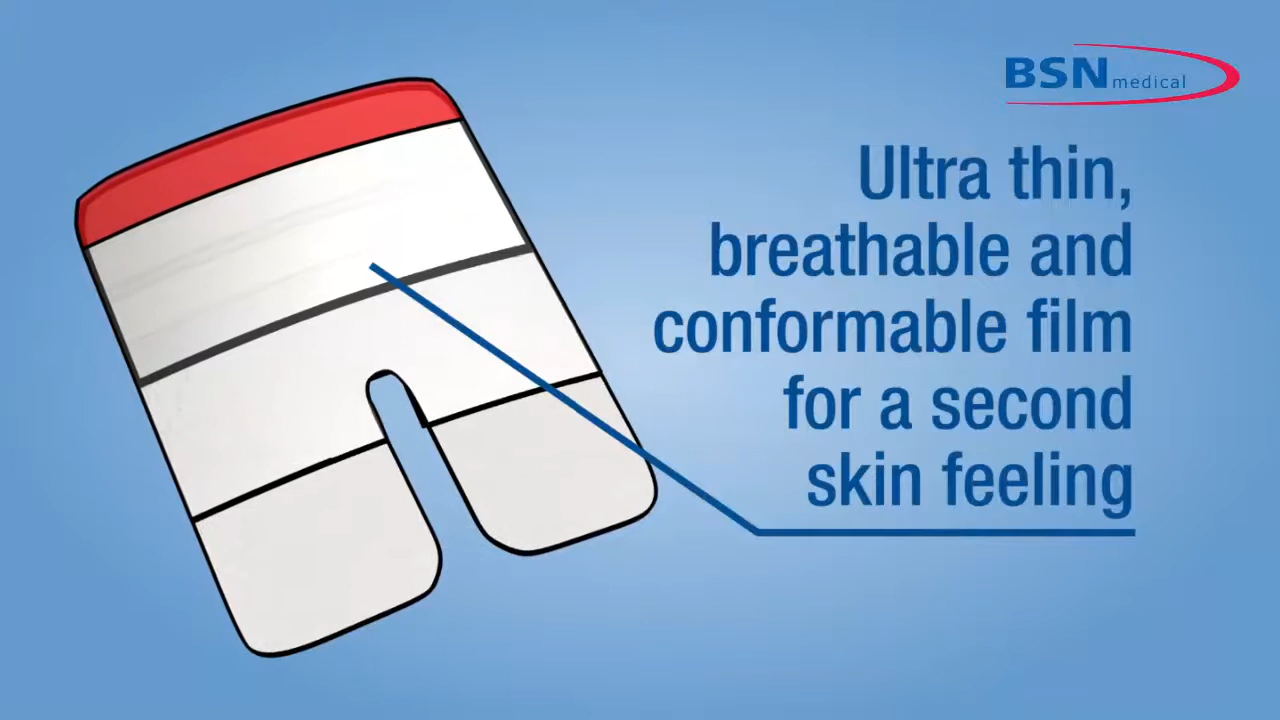 BSN medical
Ultra thin,
breathable and
conformable film
for a second
skin feeling